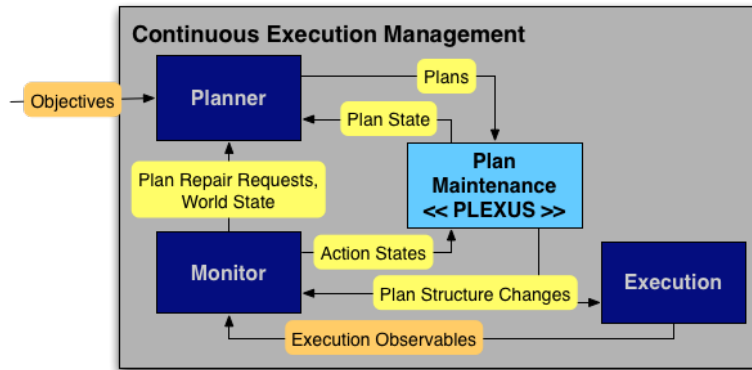 Continuous Execution Management
Objectives
Planner
Plans
Plan State
Plan
Maintenance
<< PLEXUS >>
Plan Repair Requests,
World State
Monitor
Action States
Plan Structure Changes
Execution
Execution Observables